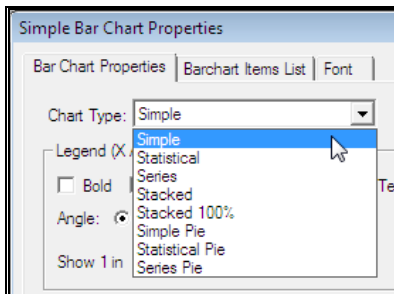 Simple Bar Chart Properties
Bar Chart Properties Barchart Items List Font
Chart Type: Simple
Simple
Legend (X
Statistical
Series
Bold
Stacked
Angle:
Stacked 100%
Simple Pie
Statistical Pie
Show 1 in
Series Pie